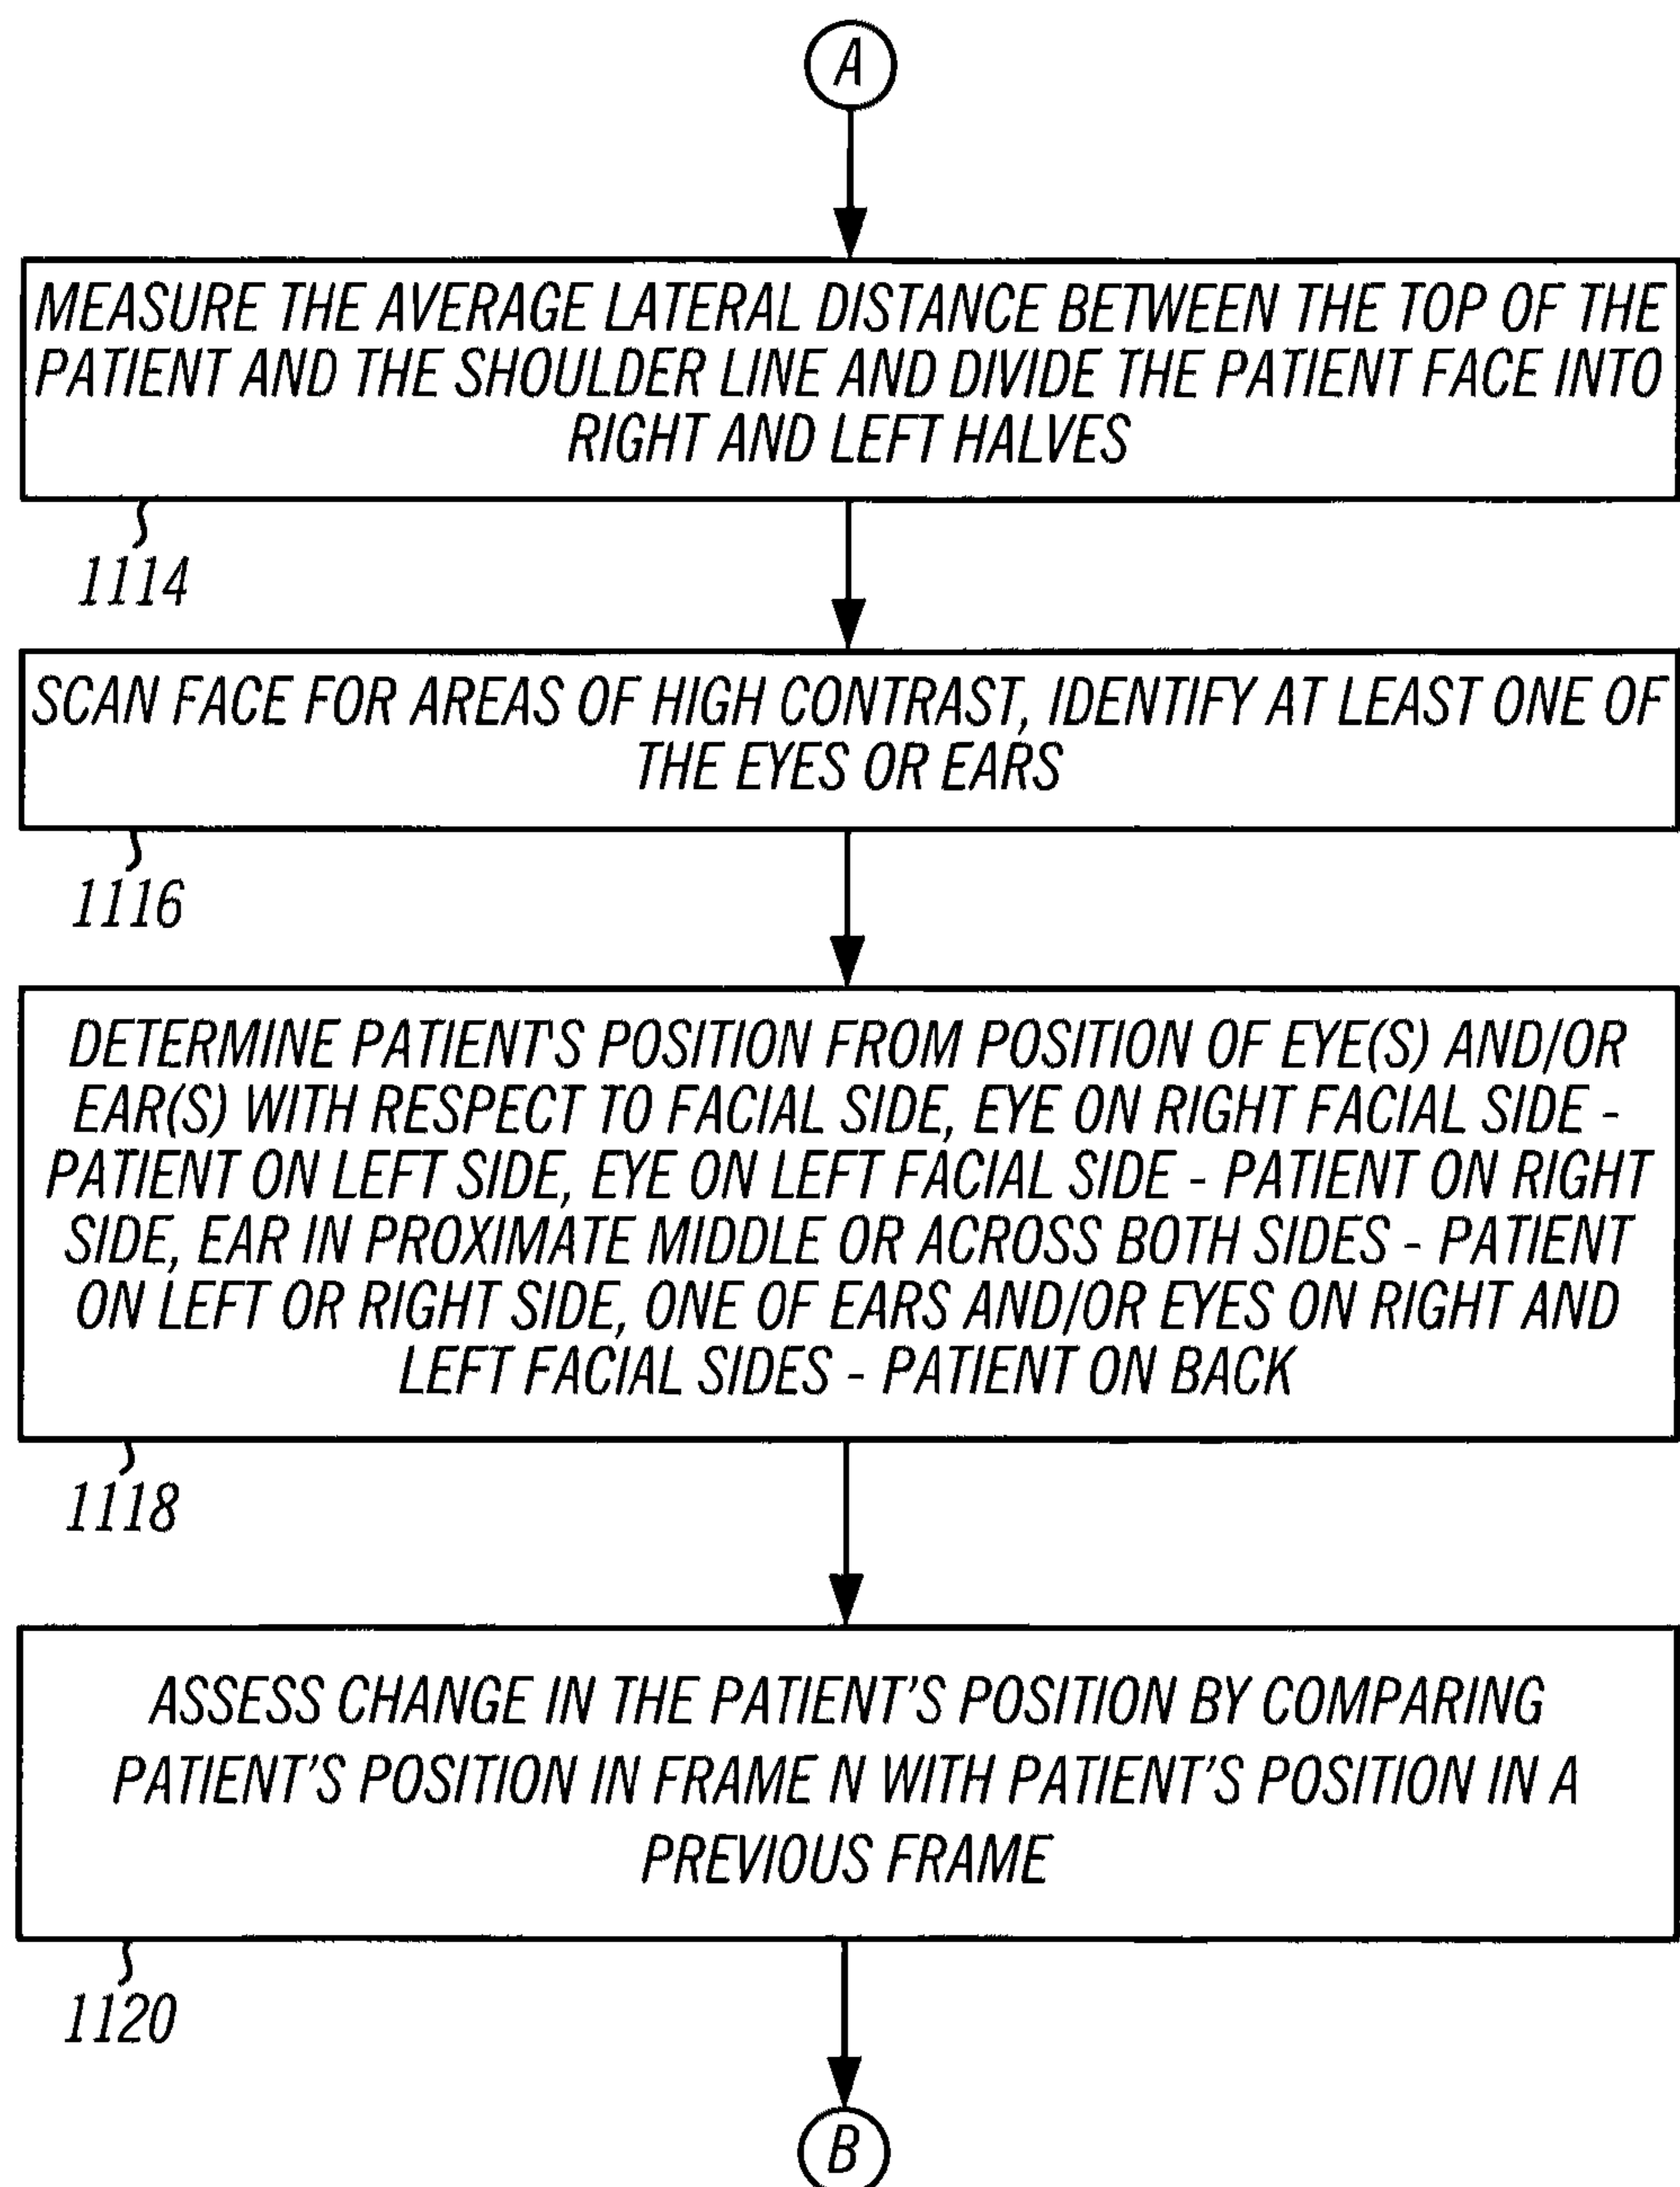 A
MEASURE THE AVERAGE LATERAL DISTANCE BETWEEN THE TOP OF THE
PATIENT AND THE SHOULDER LINE AND DIVIDE THE PATIENT FACE INTO
RIGHT AND LEFT HALVES
1114
SCAN FACE FOR AREAS OF HIGH CONTRAST, IDENTIFY AT LEAST ONE OF
THE EYES OR EARS
1116
DETERMINE PATIENT'S POSITION FROM POSITION OF EYE(S) AND/OR
EAR(S) WITH RESPECT TO FACIAL SIDE, EYE ON RIGHT FACIAL SIDE -
PATIENT ON LEFT SIDE, EYE ON LEFT FACIAL SIDE - PATIENT ON RIGHT
SIDE, EAR IN PROXIMATE MIDDLE OR ACROSS BOTH SIDES - PATIENT
ON LEFT OR RIGHT SIDE, ONE OF EARS AND/OR EYES ON RIGHT AND
LEFT FACIAL SIDES - PATIENT ON BACK
1118
ASSESS CHANGE IN THE PATIENT'S POSITION BY COMPARING
PATIENT'S POSITION IN FRAME N WITH PATIENT'S POSITION IN A
PREVIOUS FRAME
1120
B